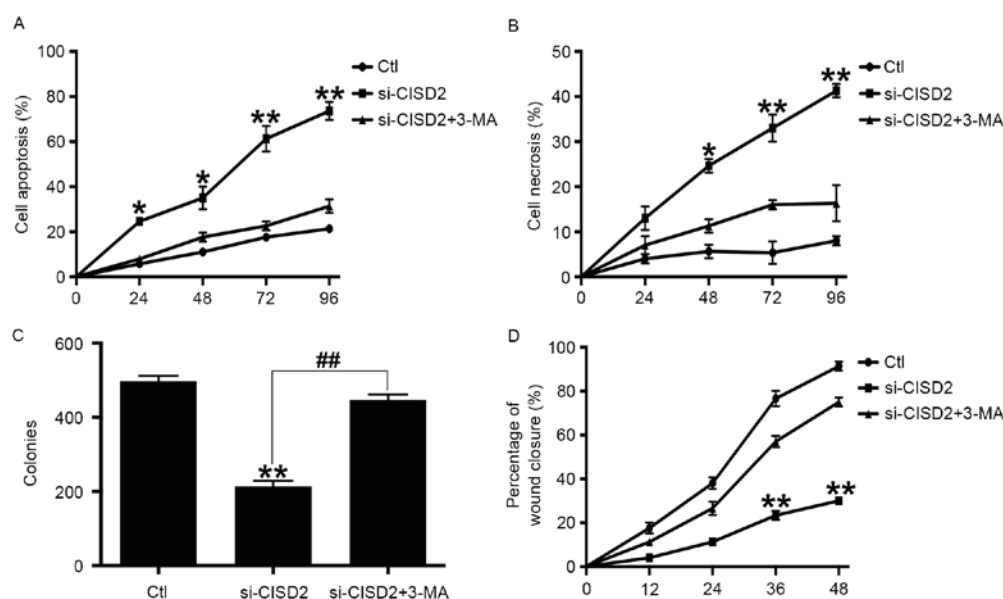 A
Cell apoptosis (%)
100
80
60
40
20
0
0 24 48 72 96
* * ** **
Ctl
si-CISD2
si-CISD2+3-MA
B
Cell necrosis (%)
50
40
30
20
10
0
0 24 48 72 96
* ** **
Ctl
si-CISD2
si-CISD2+3-MA
C
Colonies
600
400
200
0
##
**
Ctl si-CISD2 si-CISD2+3-MA
D
Percentage of
wound closure (%)
100
80
60
40
20
0
0 12 24 36 48
** **
Ctl
si-CISD2
si-CISD2+3-MA